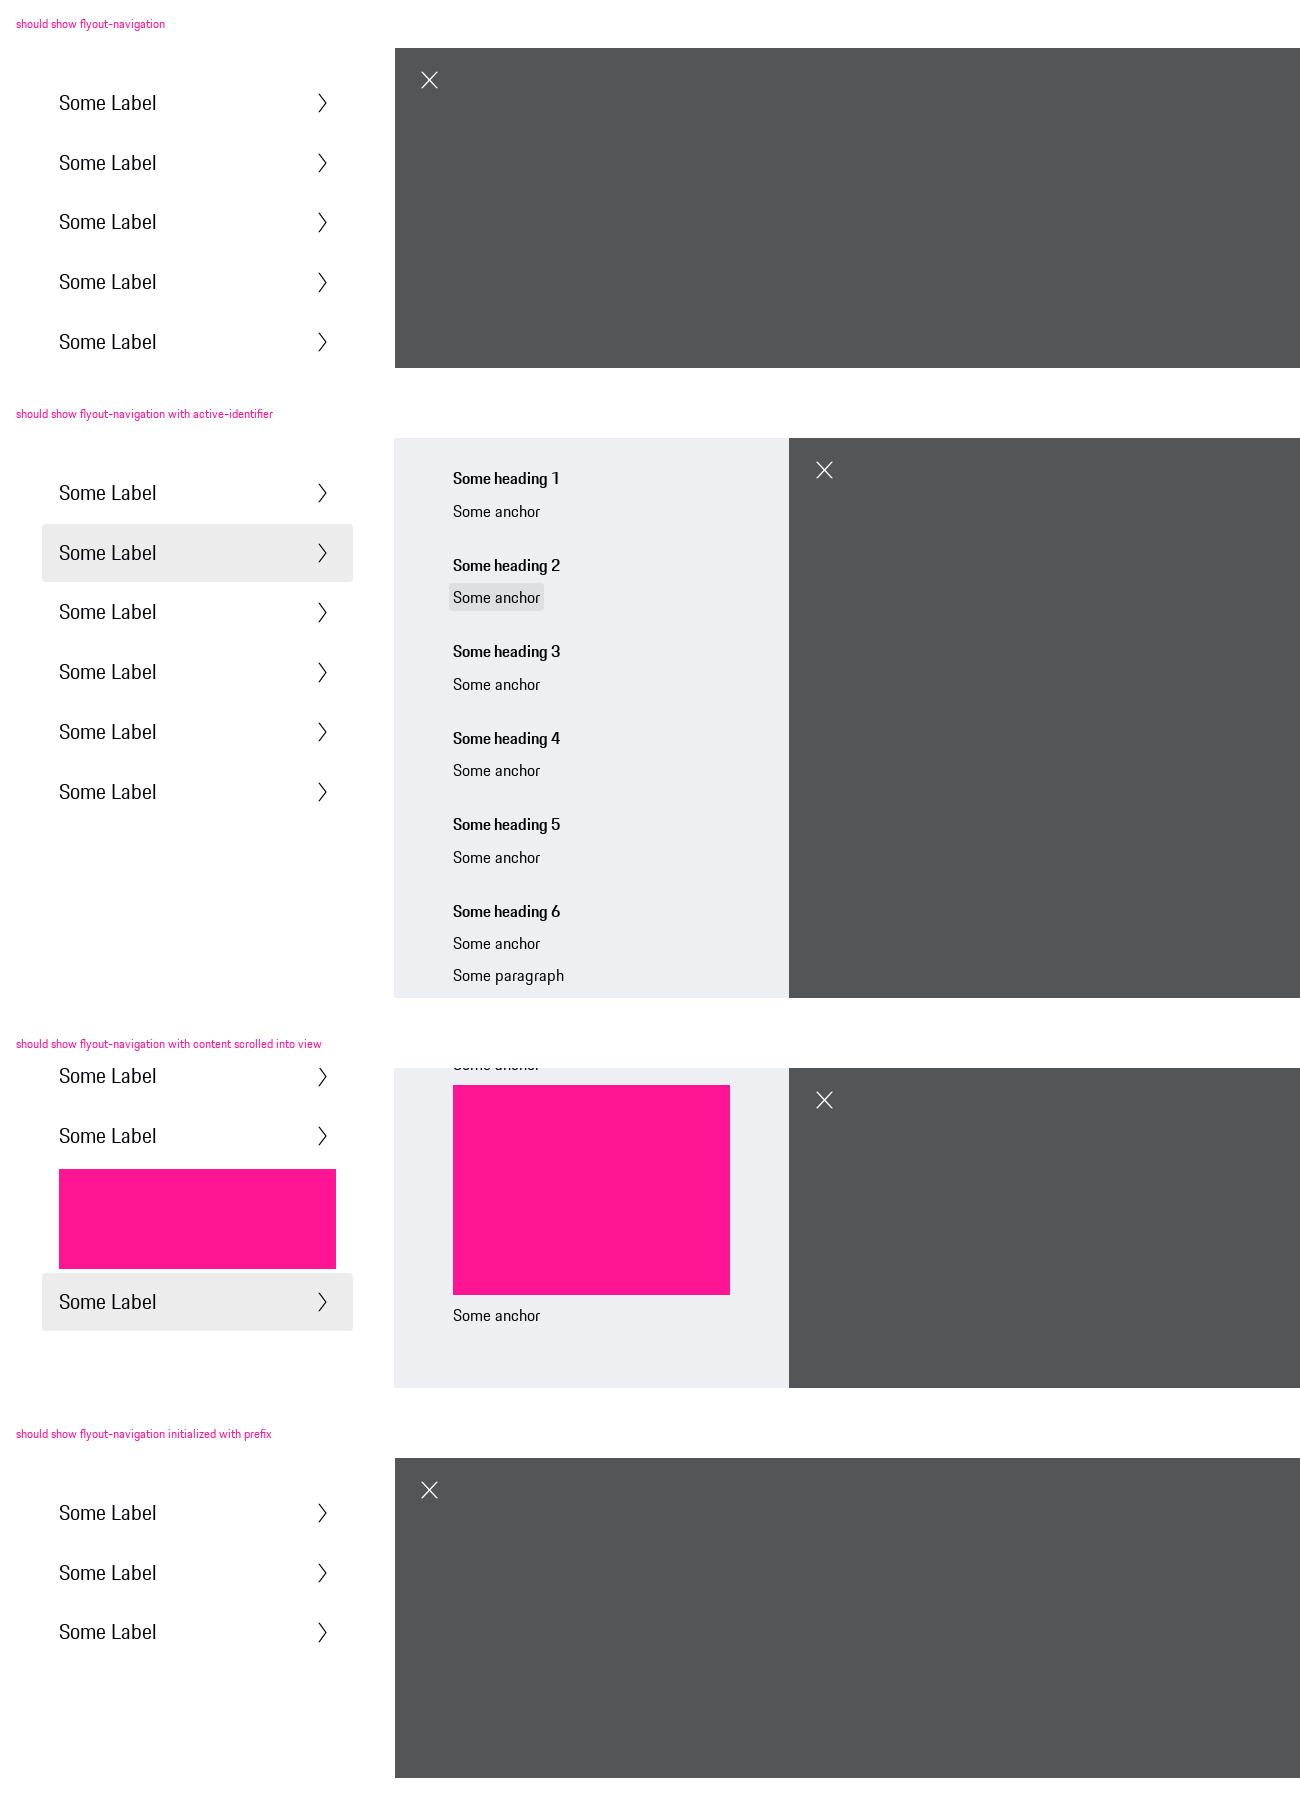 should show flyout-navigation
Some Label
Some Label
Some Label
Some Label
Some Label
should show flyout-navigation with active-identifier
Some Label
Some Label
Some Label
Some Label
Some Label
Some Label
Some heading 1
Some anchor
Some heading 2
Some anchor
Some heading 3
Some anchor
Some heading 4
Some anchor
Some heading 5
Some anchor
Some heading 6
Some anchor
Some paragraph
should show flyout-navigation with content scrolled into view
Some Label
Some Label
Some Label
Some anchor
Some anchor
should show flyout-navigation initialized with prefix
Some Label
Some Label
Some Label